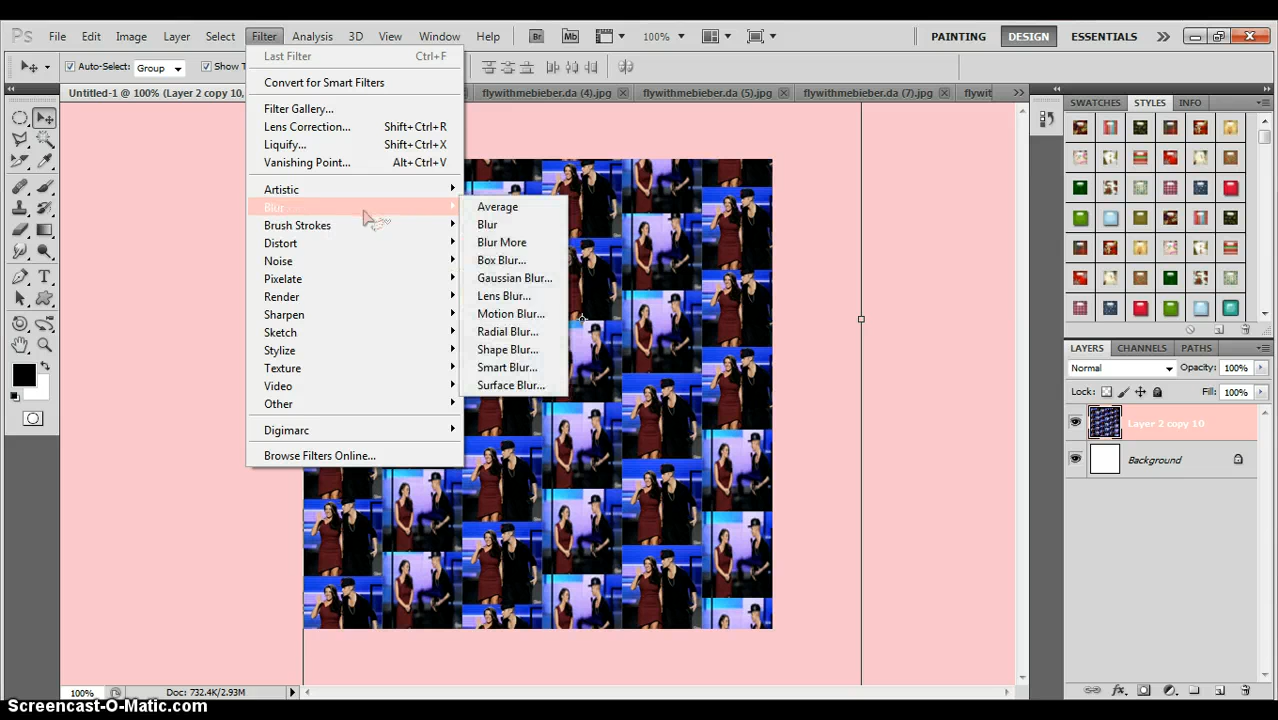 Ps File Edit Image Layer Select Filter Analysis 3D View Window Help Br Mb 100% PAINTING DESIGN ESSENTIALS
Auto-Select: Group Show T
Untitled-1 @ 100% (Layer 2 copy 10, flywithmebieber.da (4).jpg flywithmebieber.da (5).jpg flywithmebieber.da (7).jpg flywit
Last Filter Ctrl+F
Convert for Smart Filters
Filter Gallery...
Lens Correction... Shift+Ctrl+R
Liquify... Shift+Ctrl+X
Vanishing Point... Alt+Ctrl+V
Artistic
Blur
Brush Strokes
Distort
Noise
Pixelate
Render
Sharpen
Sketch
Stylize
Texture
Video
Other
Digimarc
Browse Filters Online...
Average
Blur
Blur More
Box Blur...
Gaussian Blur...
Lens Blur...
Motion Blur...
Radial Blur...
Shape Blur...
Smart Blur...
Surface Blur...
SWATCHES STYLES INFO
LAYERS CHANNELS PATHS
Normal Opacity: 100%
Lock: Fill: 100%
Layer 2 copy 10
Background
100% Doc: 732.4K/2.93M
Screencast-O-Matic.com